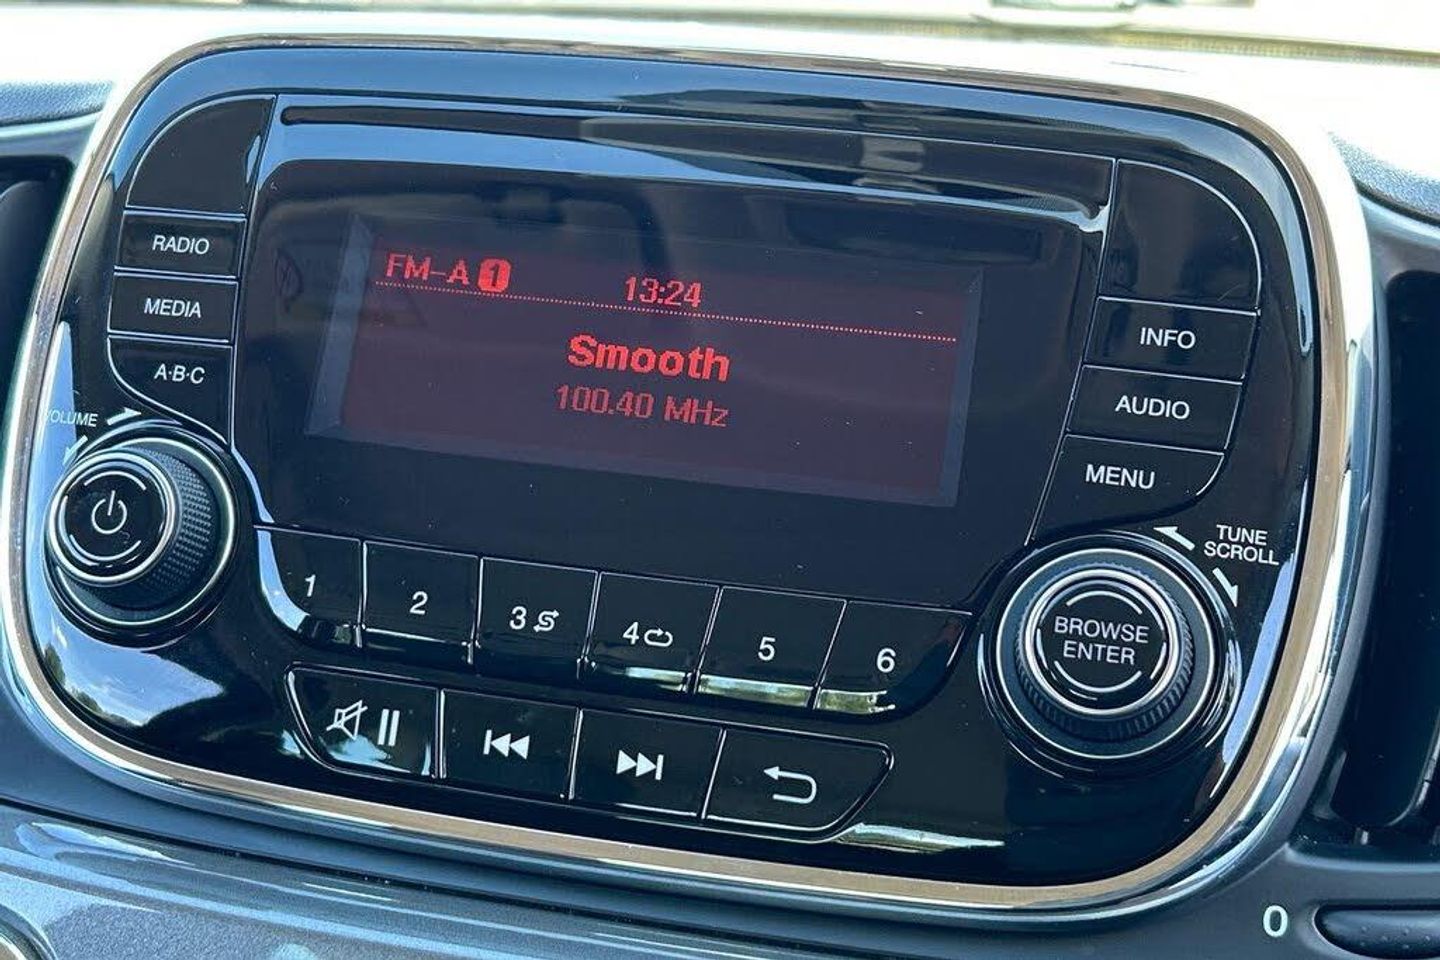 RADIO
MEDIA
A·B·C
VOLUME
FM-A 1
13:24
Smooth
100.40 MHz
INFO
AUDIO
MENU
TUNE
SCROLL
1
2
3
4
5
6
BROWSE
ENTER
0